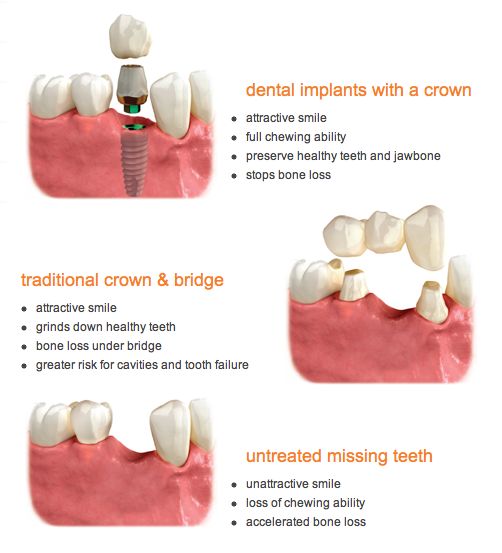 dental implants with a crown
attractive smile
full chewing ability
preserve healthy teeth and jawbone
stops bone loss
traditional crown & bridge
attractive smile
grinds down healthy teeth
bone loss under bridge
greater risk for cavities and tooth failure
untreated missing teeth
unattractive smile
loss of chewing ability
accelerated bone loss